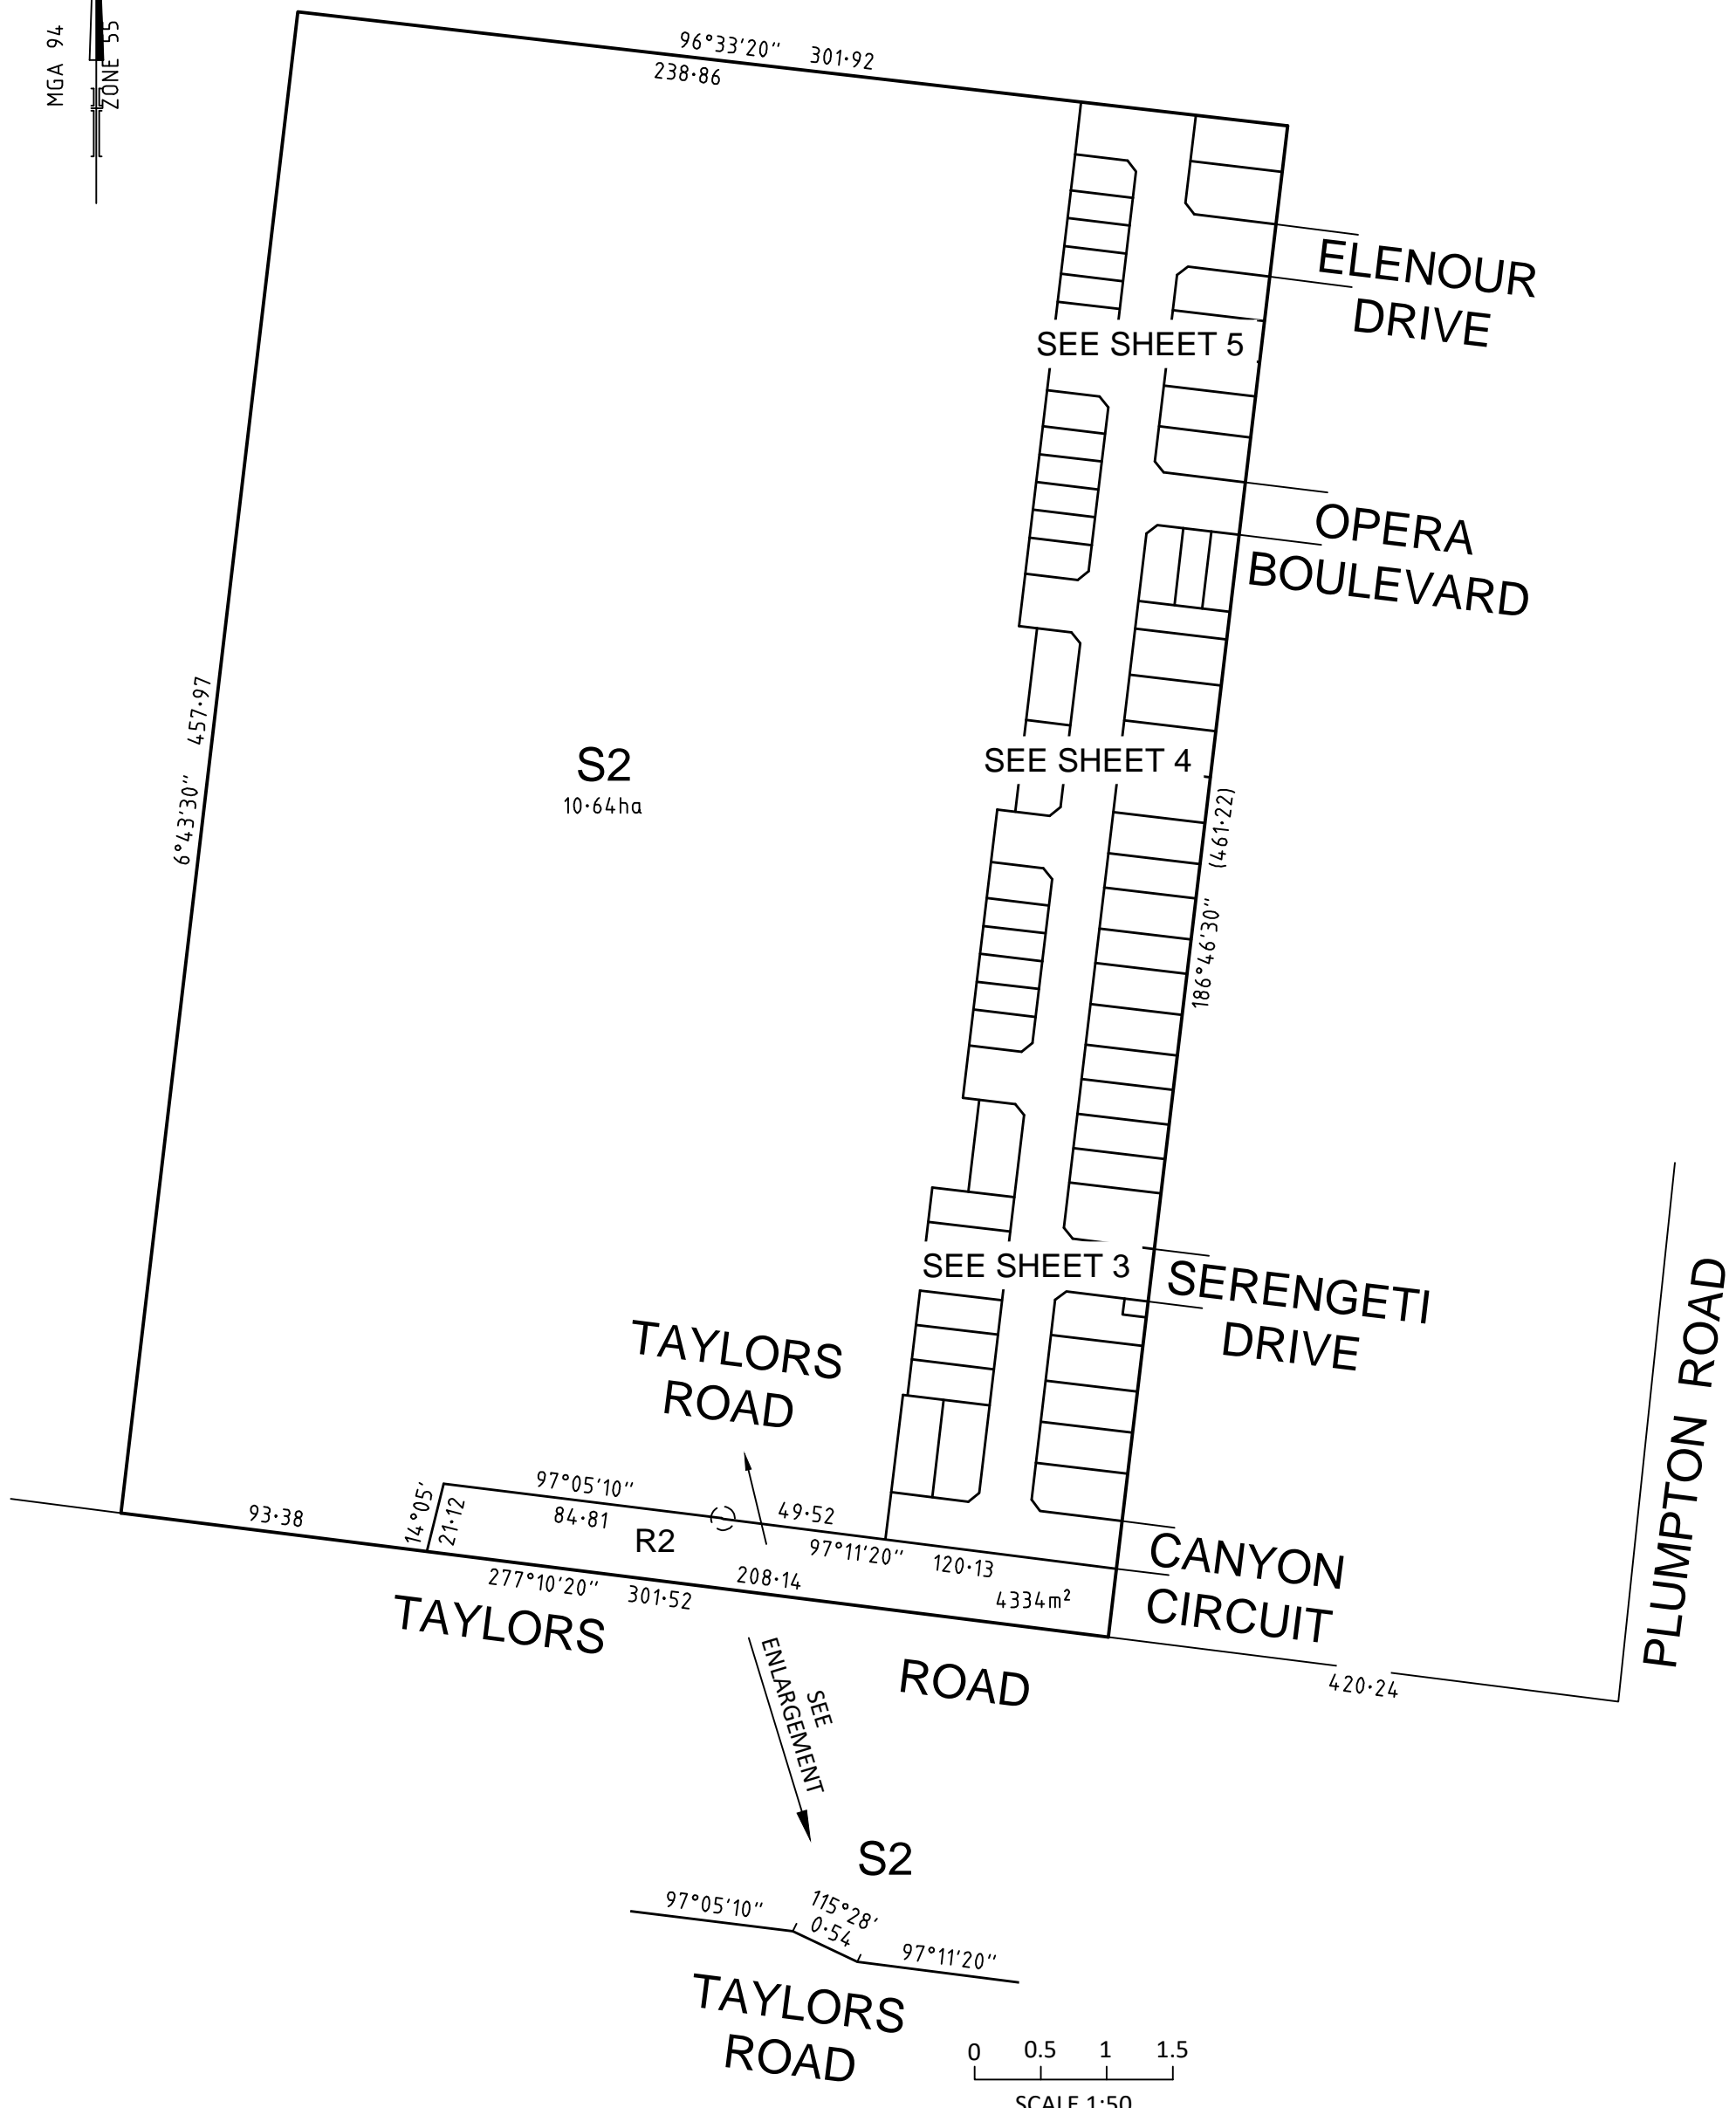 MGA 94
ZONE 55
96°33'20" 301·92
238·86
ELENOUR
DRIVE
SEE SHEET 5
OPERA
BOULEVARD
6°43'30" 457·97
S2
10·64ha
SEE SHEET 4
186°46'30" (461·22)
SEE SHEET 3
SERENGETI
DRIVE
PLUMPTON ROAD
TAYLORS
ROAD
93·38
14°05'
21·12
97°05'10"
84·81
R2
49·52
97°11'20" 120·13
208·14
4334m²
277°10'20" 301·52
CANYON
CIRCUIT
TAYLORS
ROAD
420·24
SEE
ENLARGEMENT
S2
97°05'10"
115°28'
0·54
97°11'20"
TAYLORS
ROAD
0 0.5 1 1.5
SCALE 1:50